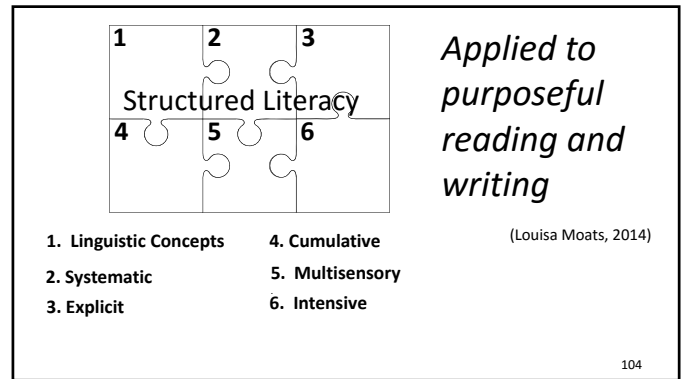 1 2 3
Structured Literacy
4 5 6
Applied to
purposeful
reading and
writing
(Louisa Moats, 2014)
1. Linguistic Concepts
2. Systematic
3. Explicit
4. Cumulative
5. Multisensory
6. Intensive
104